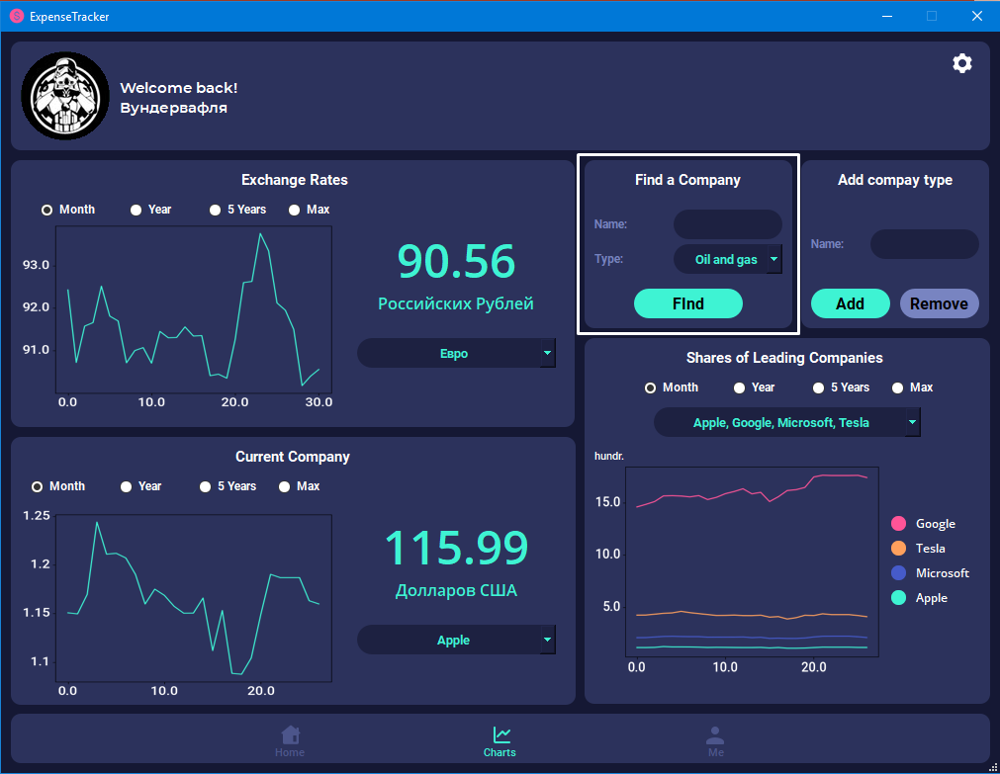 ExpenseTracker
Welcome back!
Вундервафля
Exchange Rates
Month Year 5 Years Max
93.0
92.0
91.0
0.0 10.0 20.0 30.0
90.56
Российских Рублей
Евро
Find a Company
Name:
Type: Oil and gas
FInd
Add compay type
Name:
Add Remove
Current Company
Month Year 5 Years Max
1.25
1.2
1.15
1.1
0.0 10.0 20.0
115.99
Долларов США
Apple
Shares of Leading Companies
Month Year 5 Years Max
Apple, Google, Microsoft, Tesla
hundr.
15.0
10.0
5.0
0.0 10.0 20.0
Google
Tesla
Microsoft
Apple
Home Charts Me